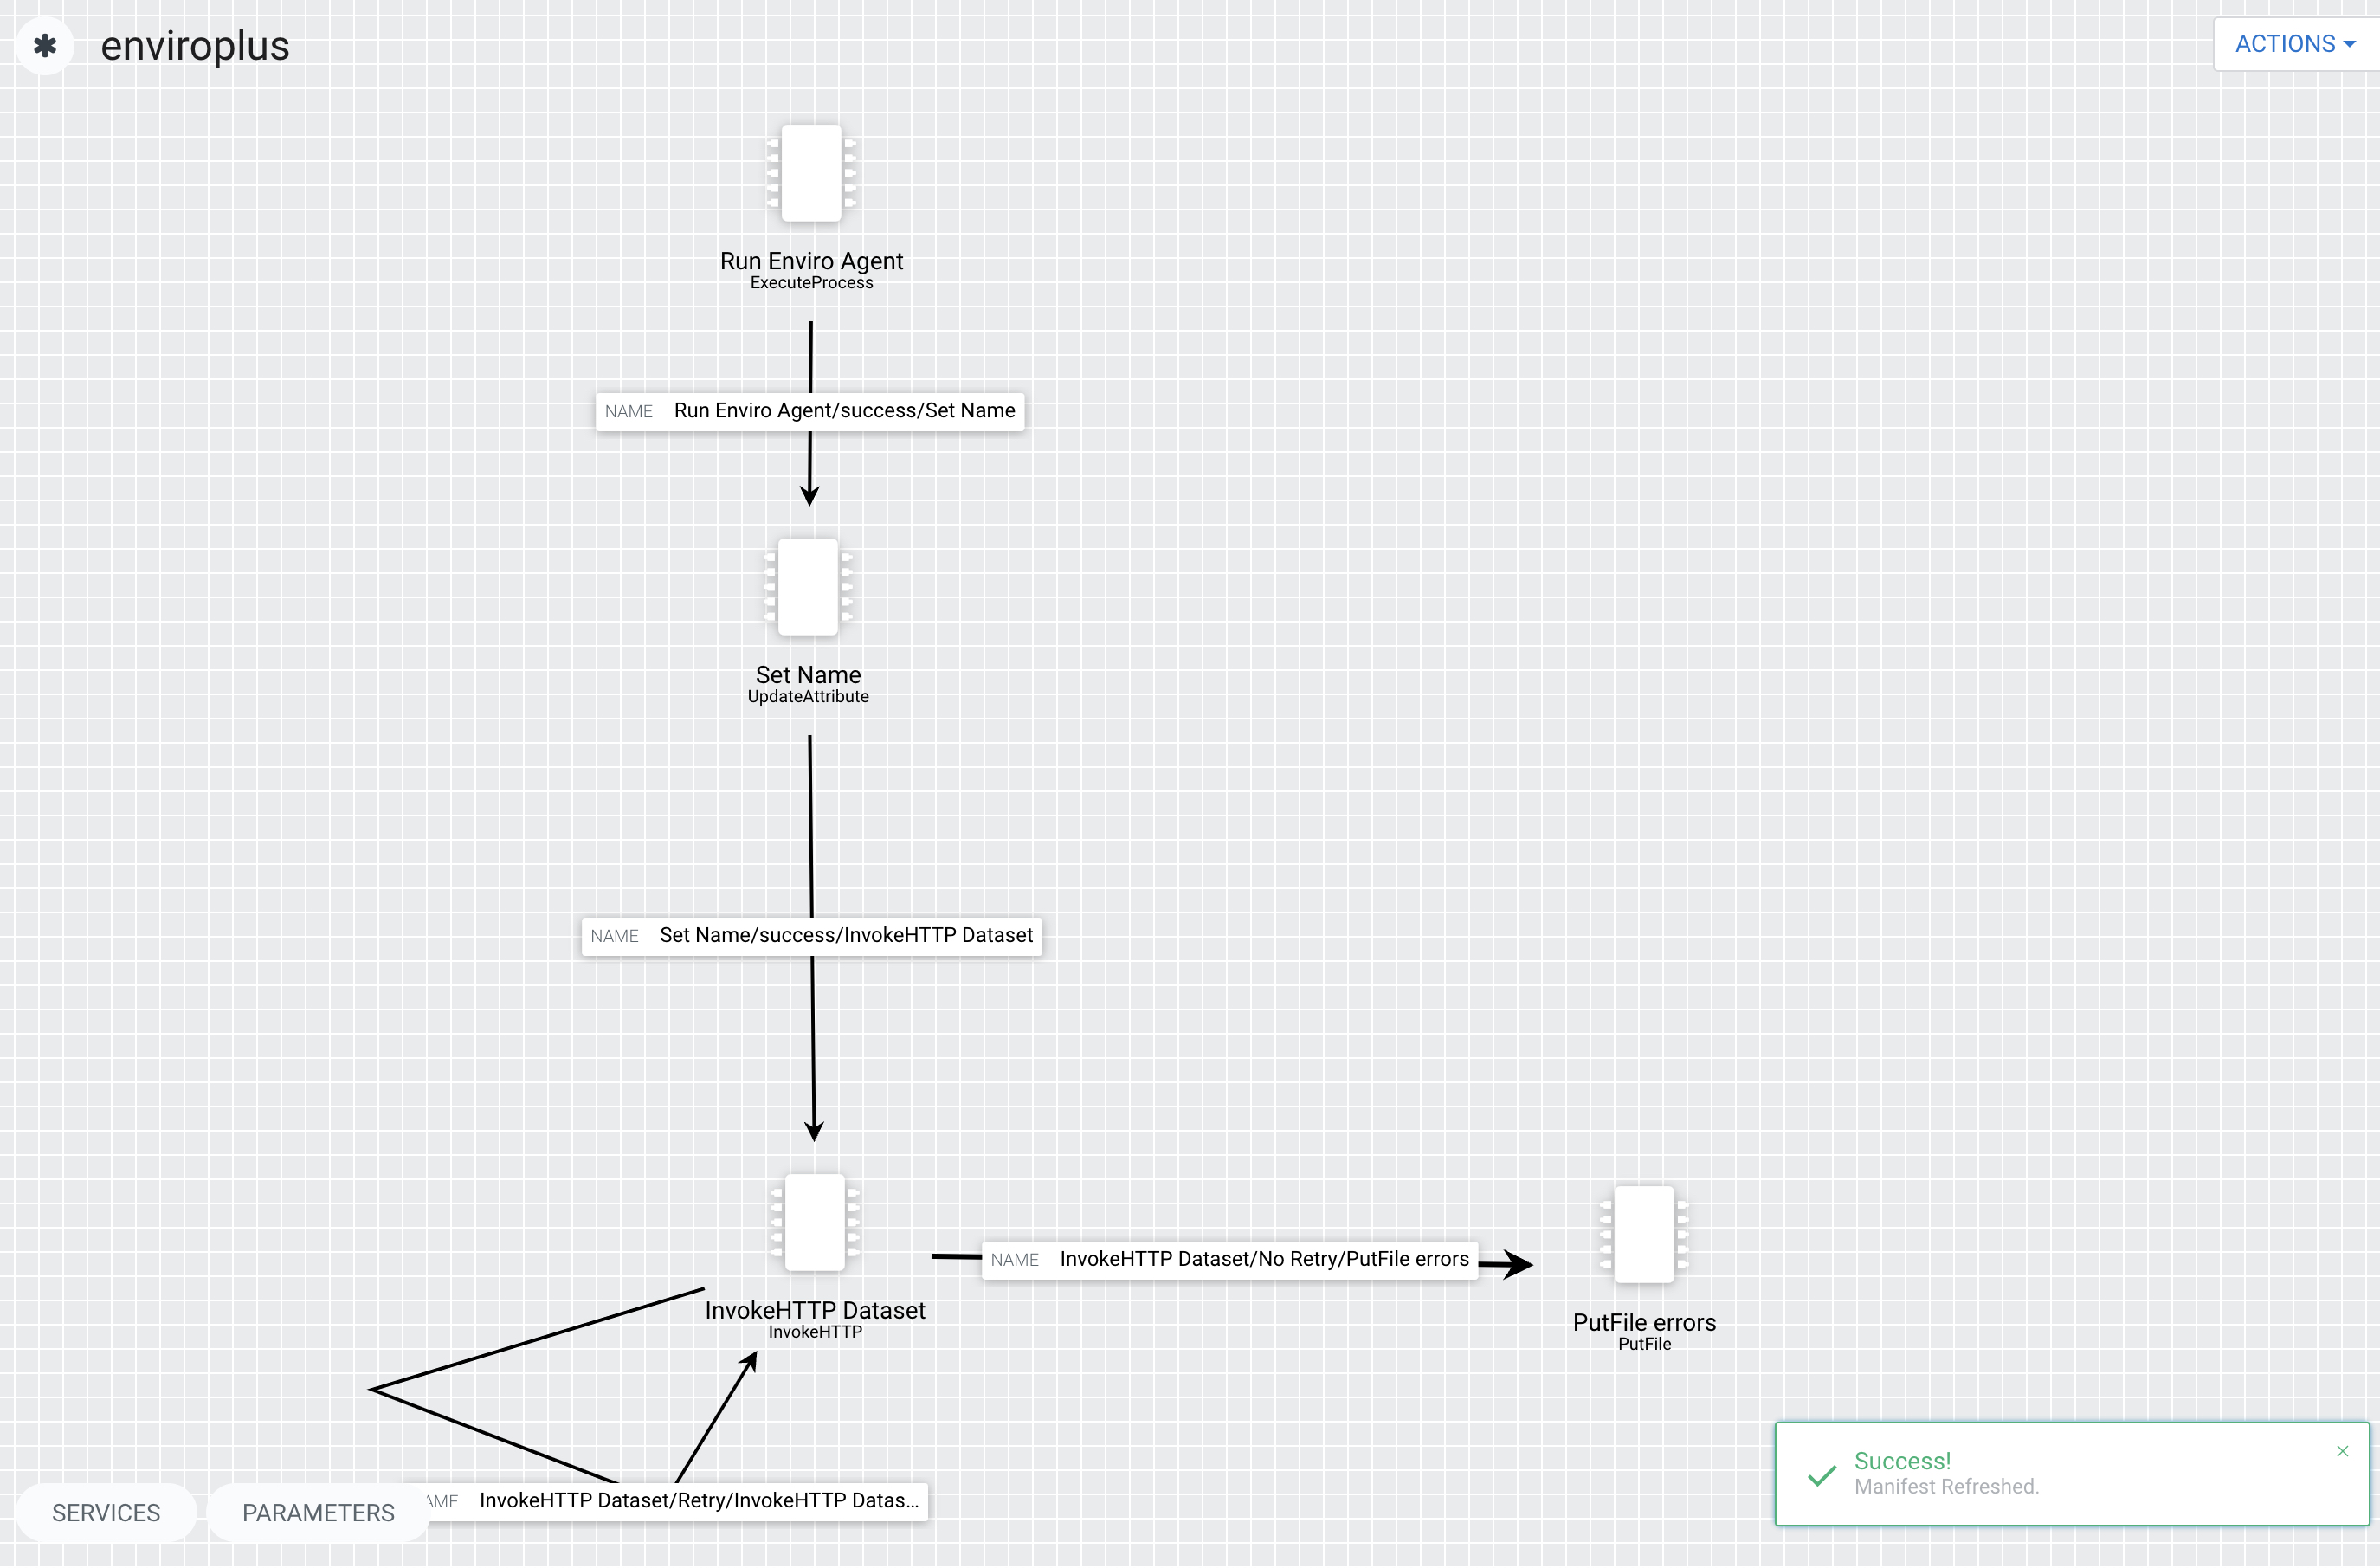 enviroplus
ACTIONS
Run Enviro Agent
ExecuteProcess
NAME Run Enviro Agent/success/Set Name
Set Name
UpdateAttribute
NAME Set Name/success/InvokeHTTP Dataset
NAME InvokeHTTP Dataset/No Retry/PutFile errors
InvokeHTTP Dataset
InvokeHTTP
PutFile errors
PutFile
Success!
Manifest Refreshed.
SERVICES
PARAMETERS
AME InvokeHTTP Dataset/Retry/InvokeHTTP Datas...